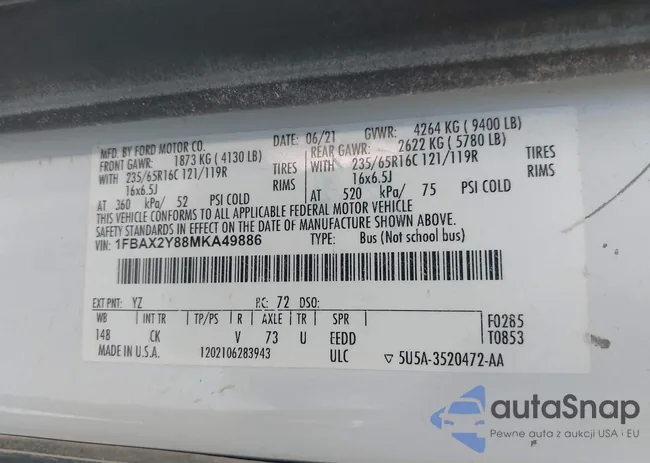 MFD. BY FORD MOTOR CO. DATE: 06/21 GVWR: 4264 KG ( 9400 LB)
FRONT GAWR: 1873 KG ( 4130 LB) REAR GAWR: 2622 KG ( 5780 LB)
WITH 235/65R16C 121/119R TIRES WITH 235/65R16C 121/119R TIRES
16x6.5J RIMS 16x6.5J RIMS
AT 360 kPa/ 52 PSI COLD AT 520 kPa/ 75 PSI COLD
THIS VEHICLE CONFORMS TO ALL APPLICABLE FEDERAL MOTOR VEHICLE
SAFETY STANDARDS IN EFFECT ON THE DATE OF MANUFACTURE SHOWN ABOVE.
VIN: 1FBAX2Y88MKA49886 TYPE: Bus (Not school bus)
EXT PNT: YZ RC: 72 DSO:
WB INT TR TP/PS R AXLE TR SPR F0285
148 CK V 73 U EEDD T0853
MADE IN U.S.A. 1202106283943 ULC ▽ 5U5A-3520472-AA
autaSnap
Pewne auta z aukcji USA i EU